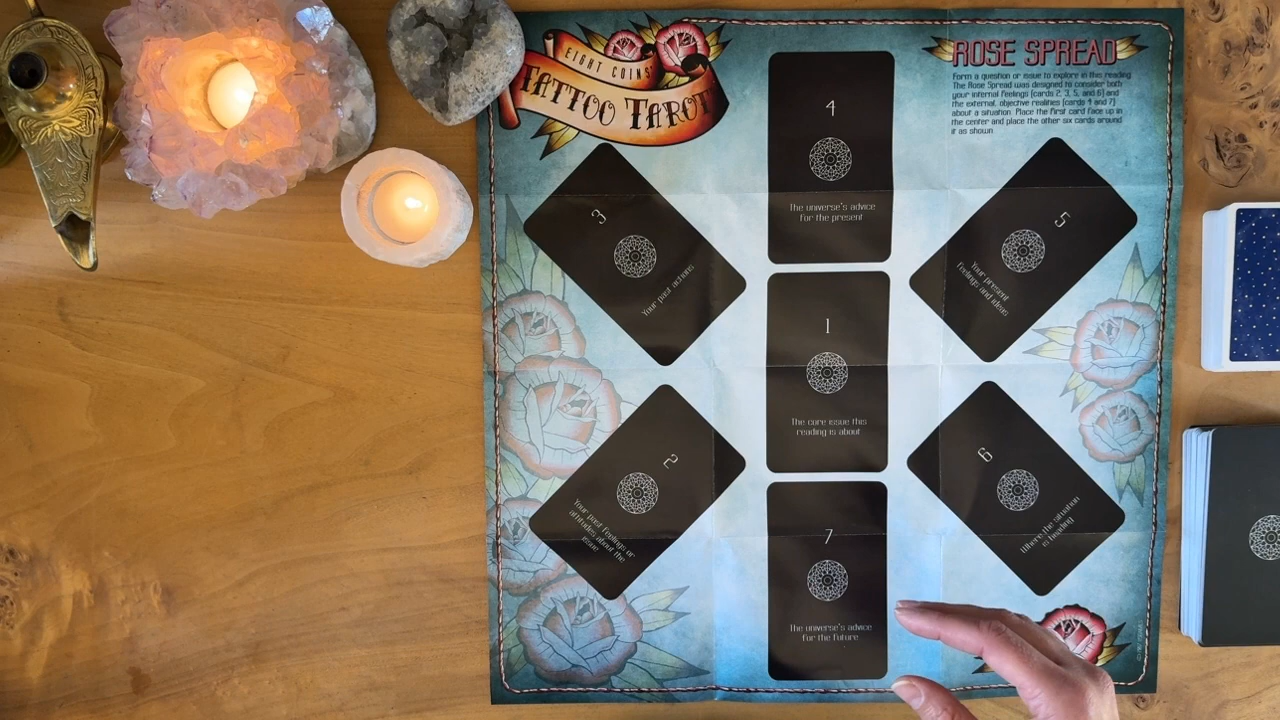 EIGHT COINS'
TATTOO TAROT
ROSE SPREAD
Form a question or issue to explore in this reading.
The Rose Spread was designed to consider both
your internal feelings (cards 2, 3, 5, and 6) and
the external, objective realities (cards 4 and 7)
about a situation. Place the first card face up in
the center and place the other six cards around
it as shown
4
The universe's advice
for the present
3
Your past actions
5
Your present
feelings and ideas
1
The core issue this
reading is about
2
Your past feelings or
attitudes about the
issue
6
Where the situation
is heading
7
The universe's advice
for the future